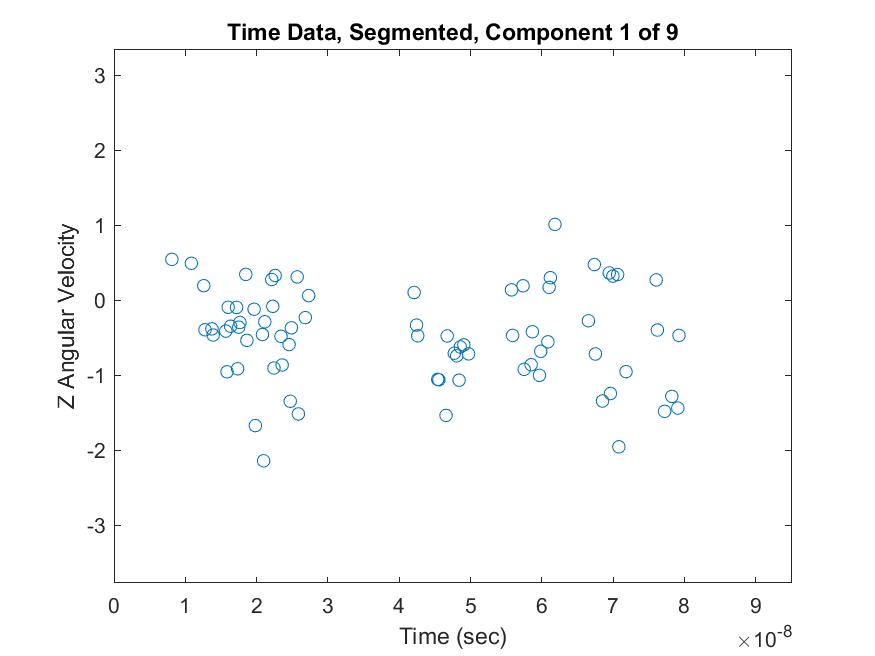 Time Data, Segmented, Component 1 of 9
3
2
1
0
-1
-2
-3
Z Angular Velocity
0 1 2 3 4 5 6 7 8 9
Time (sec)
×10-8